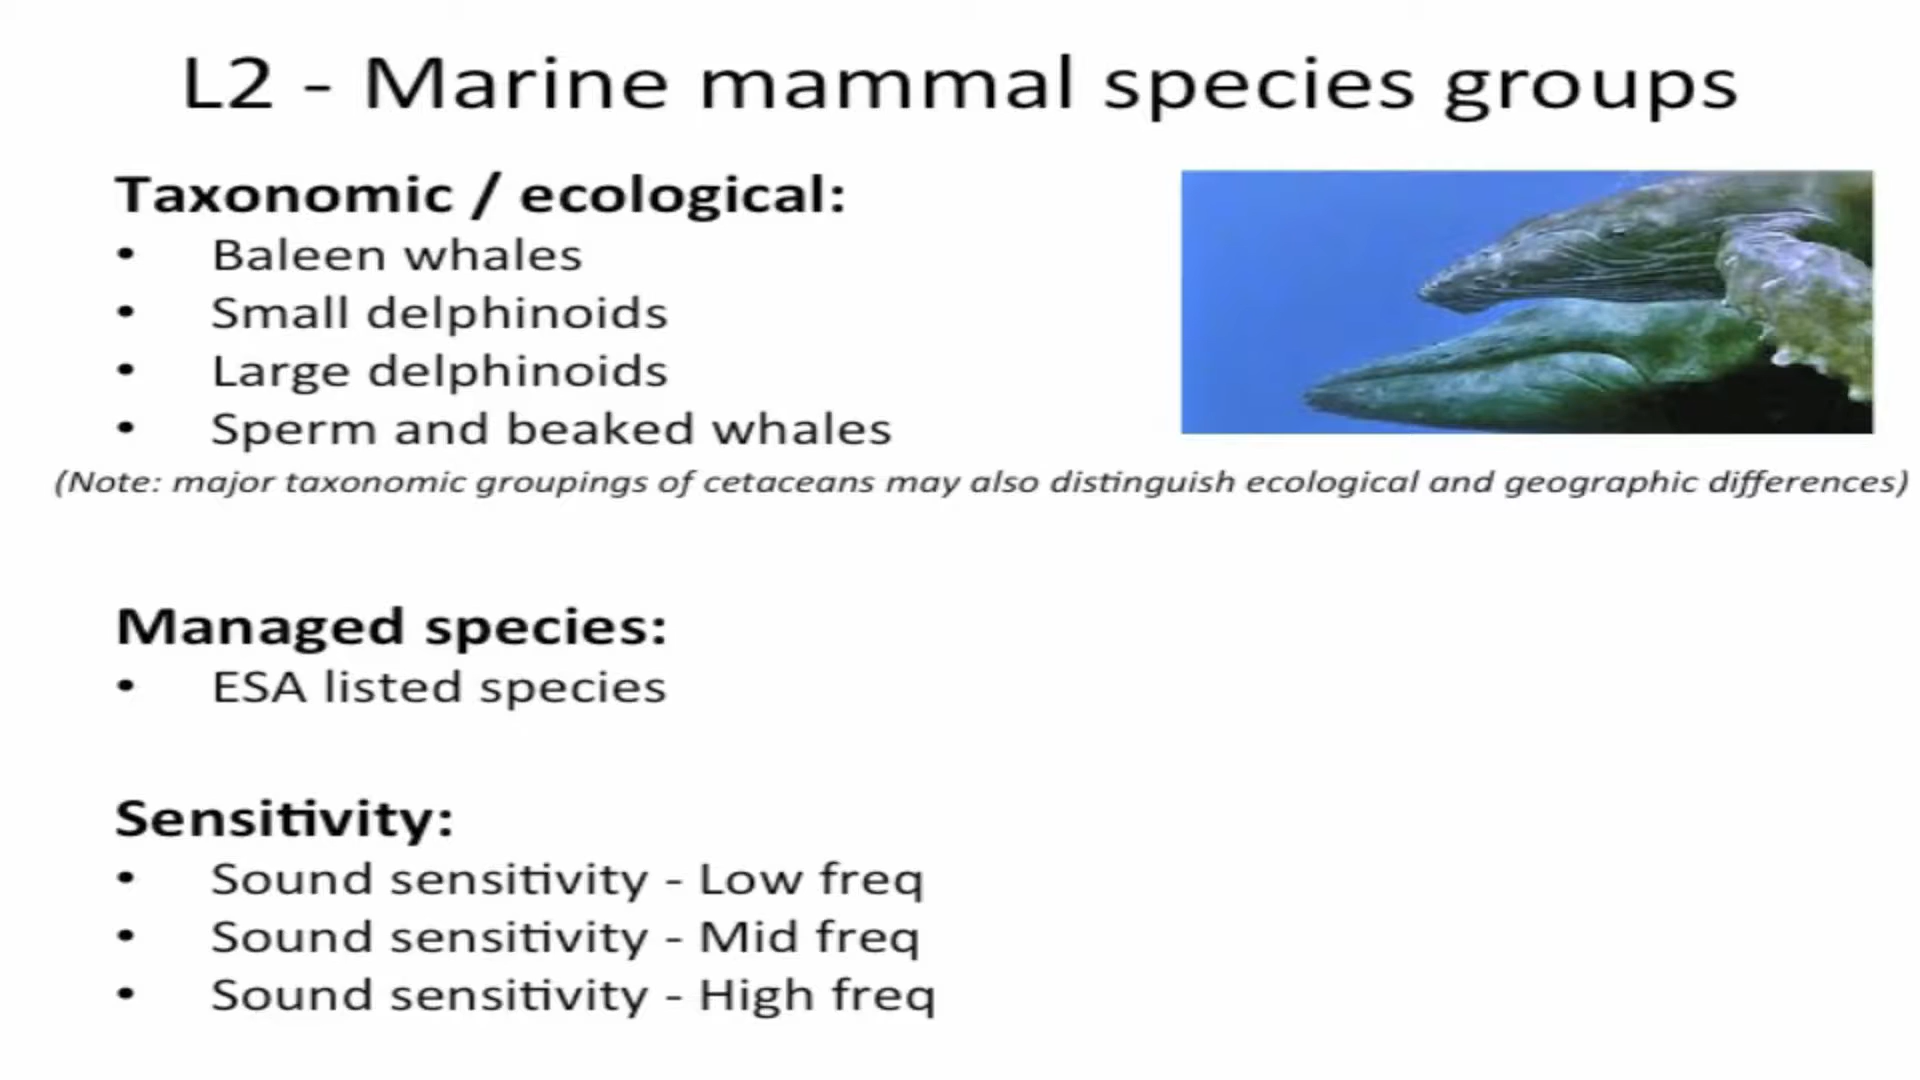 L2 - Marine mammal species groups
Taxonomic / ecological:
• Baleen whales
• Small delphinoids
• Large delphinoids
• Sperm and beaked whales
(Note: major taxonomic groupings of cetaceans may also distinguish ecological and geographic differences)
Managed species:
• ESA listed species
Sensitivity:
• Sound sensitivity - Low freq
• Sound sensitivity - Mid freq
• Sound sensitivity - High freq